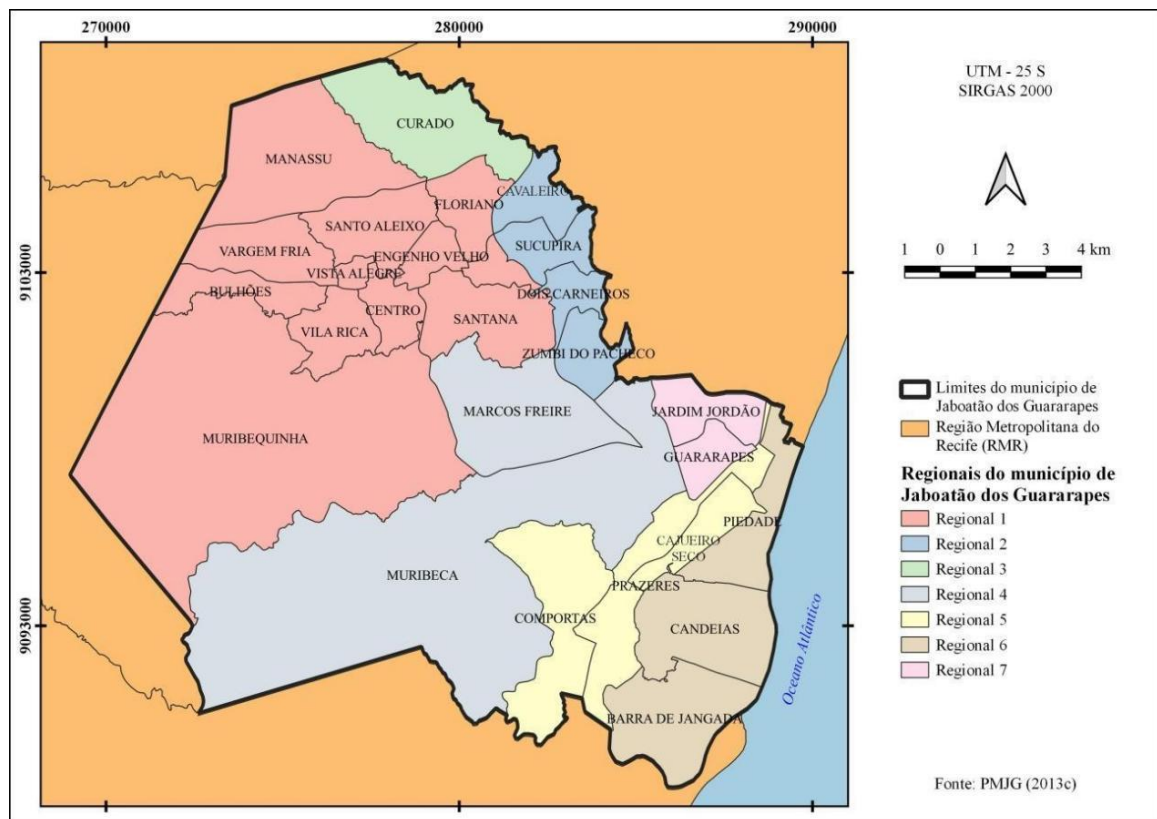 270000
280000
290000
9103000
9093000
CURADO
MANASSU
CAVALEIRO
FLORIANO
SANTO ALEIXO
SUCUPIRA
VARGEM FRIA
ENGENHO VELHO
VISTA ALEGRE
BULHÕES
DOIS CARNEIROS
CENTRO
SANTANA
VILA RICA
ZUMBI DO PACHECO
MARCOS FREIRE
JARDIM JORDÃO
MURIBEQUINHA
GUARARAPES
PIEDADE
CAJUEIRO
SECO
MURIBECA
PRAZERES
COMPORTAS
CANDEIAS
BARRA DE JANGADA
Oceano Atlântico
UTM - 25 S
SIRGAS 2000
1 0 1 2 3 4 km
Limites do município de
Jaboatão dos Guararapes
Região Metropolitana do
Recife (RMR)
Regionais do município de
Jaboatão dos Guararapes
Regional 1
Regional 2
Regional 3
Regional 4
Regional 5
Regional 6
Regional 7
Fonte: PMJG (2013c)